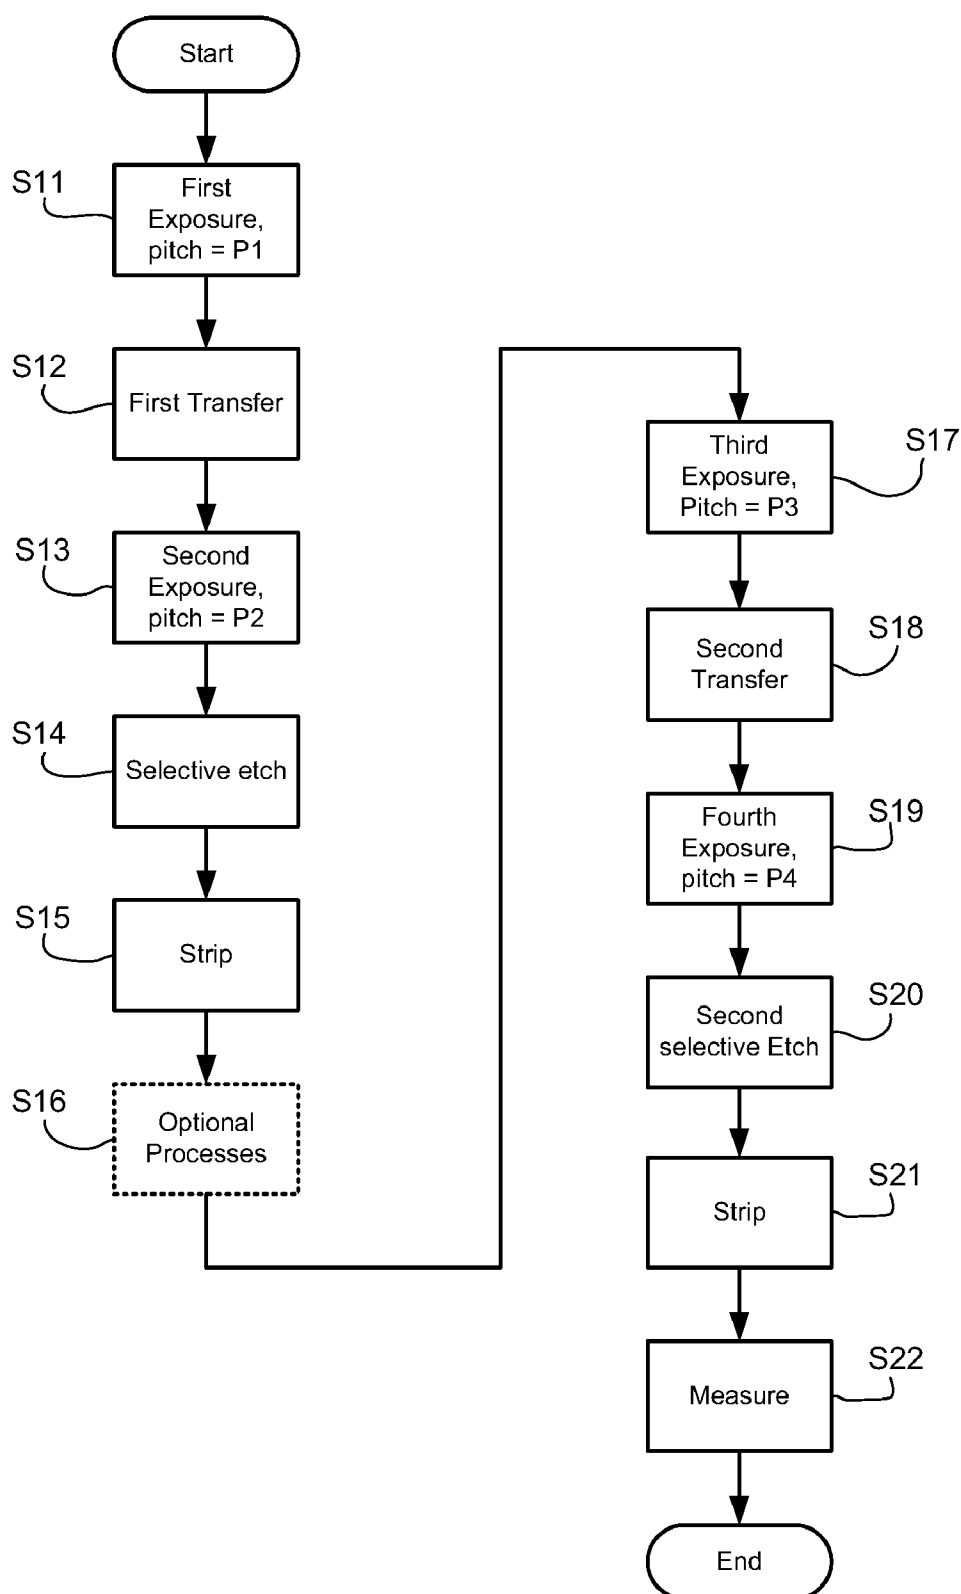 Start
S11
First
Exposure,
pitch = P1
S12
First Transfer
S13
Second
Exposure,
pitch = P2
S14
Selective etch
S15
Strip
S16
Optional
Processes
S17
Third
Exposure,
Pitch = P3
S18
Second
Transfer
S19
Fourth
Exposure,
pitch = P4
S20
Second
selective Etch
S21
Strip
S22
Measure
End